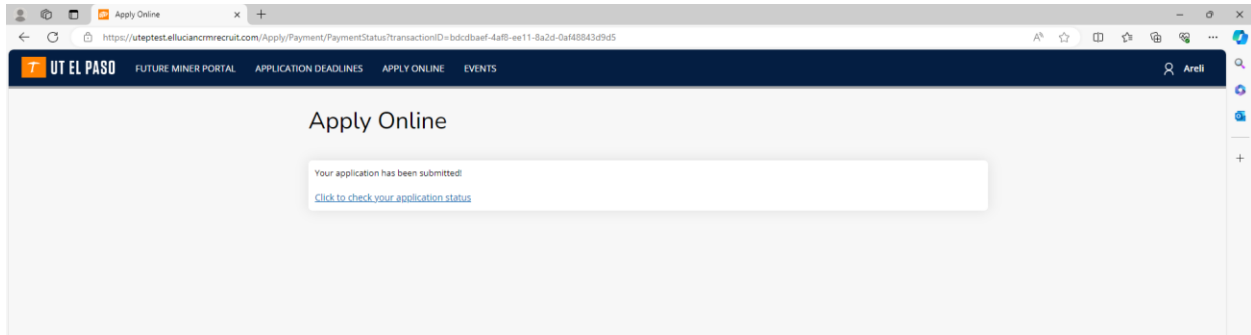 Apply Online
https://uteptest.elluciancrmrecruit.com/Apply/Payment/PaymentStatus?transactionID=bdcdbaef-4af8-ee11-8a2d-0af48843d9d5
T UT EL PASO FUTURE MINER PORTAL APPLICATION DEADLINES APPLY ONLINE EVENTS Areli
Apply Online
Your application has been submitted!
Click to check your application status